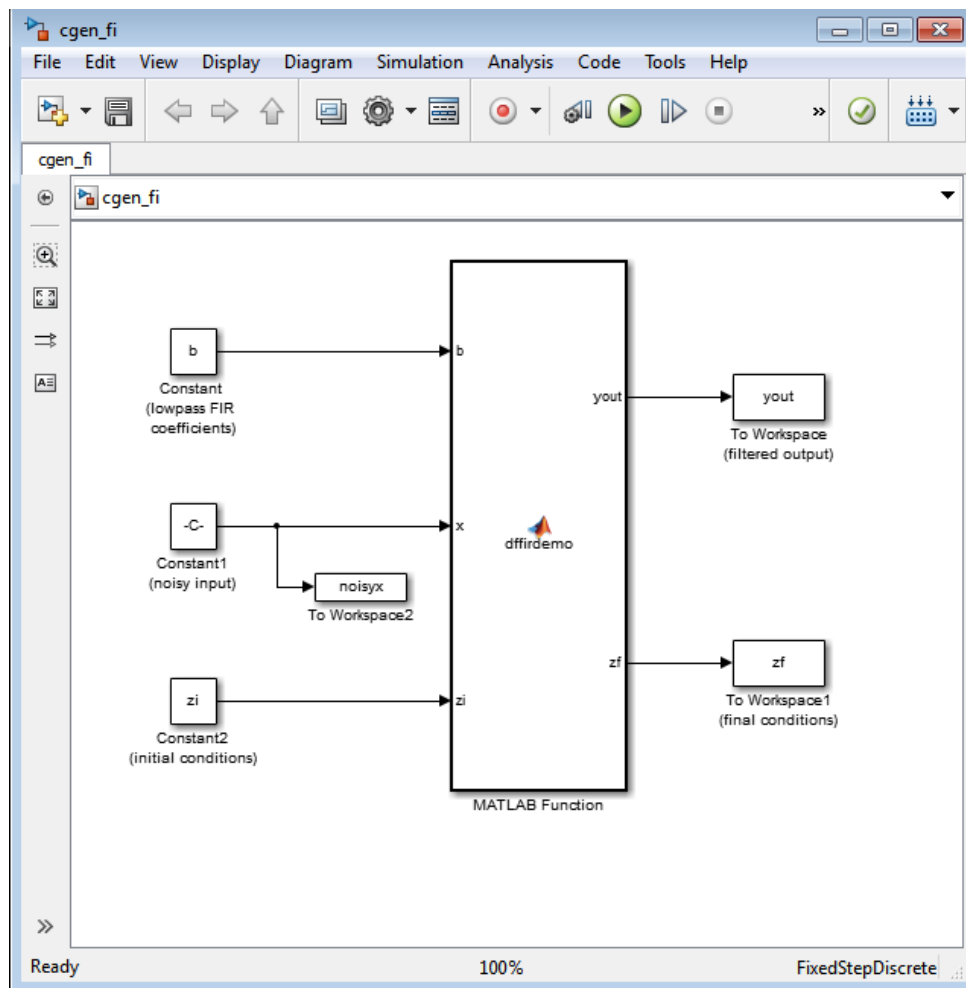 cgen_fi
File Edit View Display Diagram Simulation Analysis Code Tools Help
cgen_fi
cgen_fi
b
Constant
(lowpass FIR
coefficients)
b
yout
yout
To Workspace
(filtered output)
-C-
Constant1
(noisy input)
x
dffirdemo
noisyx
To Workspace2
zf
zf
To Workspace1
(final conditions)
zi
Constant2
(initial conditions)
zi
MATLAB Function
Ready 100% FixedStepDiscrete